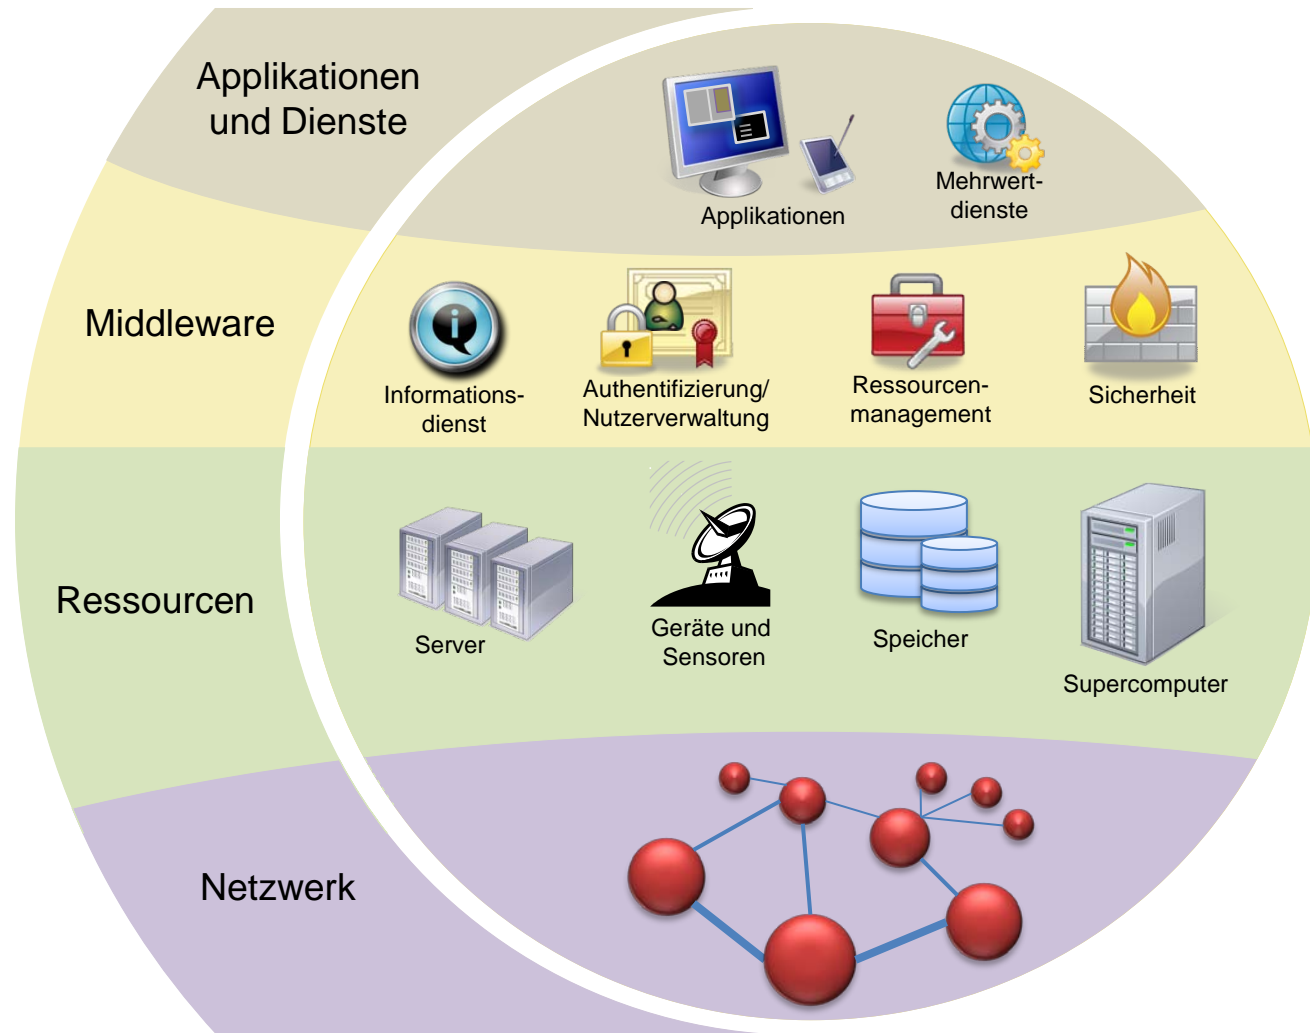 Applikationen
und Dienste
Applikationen
Mehrwert-
dienste
Middleware
Informations-
dienst
Authentifizierung/
Nutzerverwaltung
Ressourcen-
management
Sicherheit
Ressourcen
Server
Geräte und
Sensoren
Speicher
Supercomputer
Netzwerk